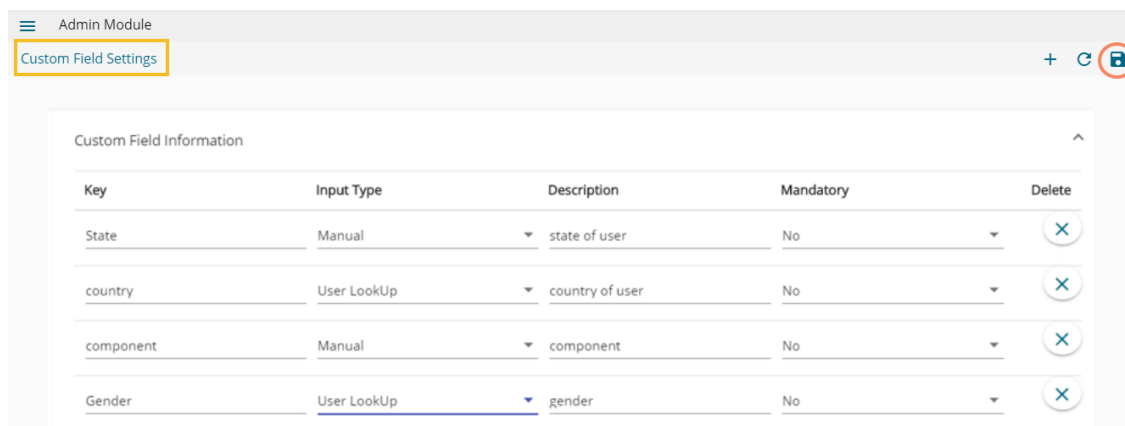 Admin Module
Custom Field Settings
Custom Field Information
Key Input Type Description Mandatory Delete
State Manual state of user No
country User LookUp country of user No
component Manual component No
Gender User LookUp gender No